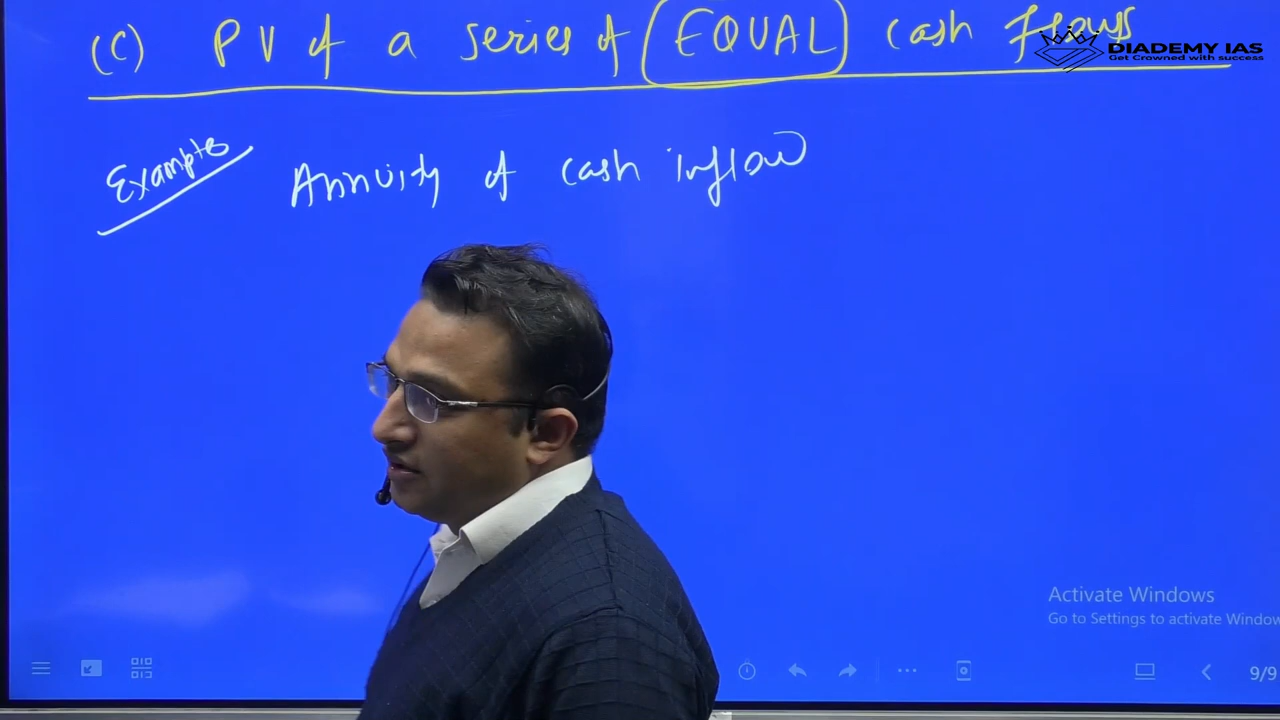 (C) PV of a series of EQUAL cash flows
DIADEMY IAS
Get Crowned with success
Example Annuity of cash inflow
Activate Windows
Go to Settings to activate Window
9/9